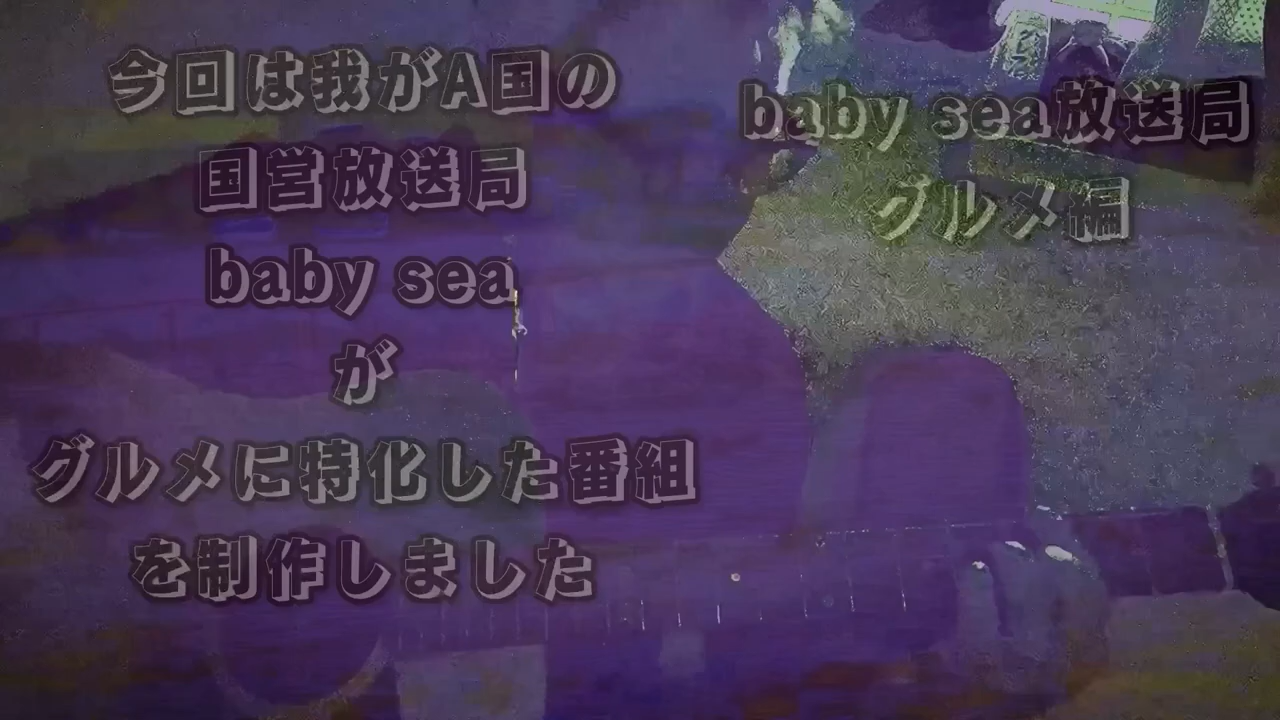 今回は我がA国の
国営放送局
baby sea
が
グルメに特化した番組
を制作しました
baby sea放送局
グルメ編